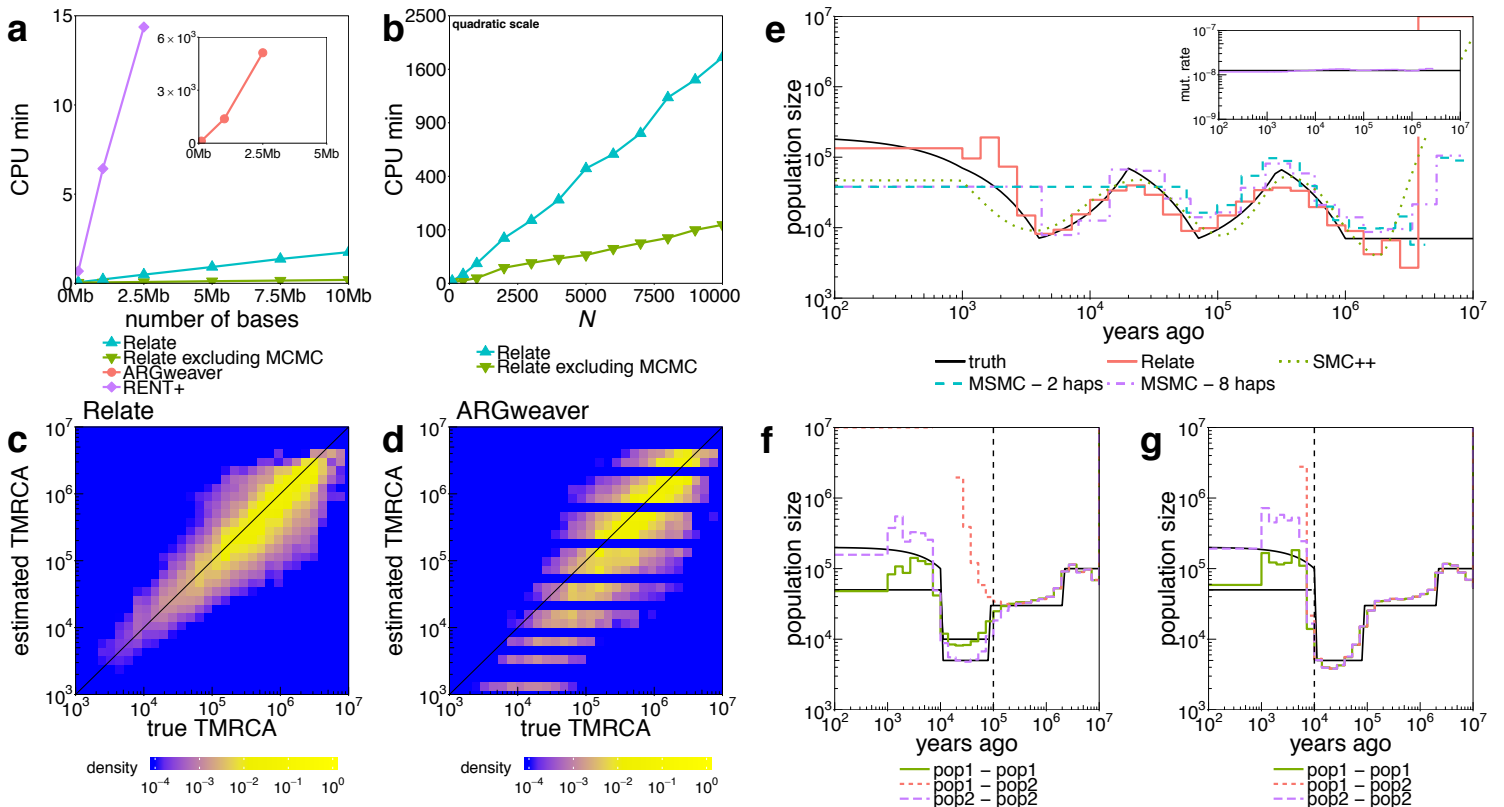 a
CPU min
15
10
5
0
0Mb
2.5Mb
5Mb
7.5Mb
10Mb
number of bases
6 × 10³
3 × 10³
0
0Mb
2.5Mb
5Mb
Relate
Relate excluding MCMC
ARGweaver
RENT+
b
quadratic scale
CPU min
2500
1600
900
400
100
0
2500
5000
7500
10000
N
Relate
Relate excluding MCMC
e
population size
10⁷
10⁶
10⁵
10⁴
10³
10²
10³
10⁴
10⁵
10⁶
10⁷
years ago
mut. rate
10⁻⁷
10⁻⁸
10⁻⁹
10²
10³
10⁴
10⁵
10⁶
10⁷
truth
Relate
SMC++
MSMC − 2 haps
MSMC − 8 haps
c
Relate
estimated TMRCA
10⁷
10⁶
10⁵
10⁴
10³
10³
10⁴
10⁵
10⁶
10⁷
true TMRCA
density
10⁻⁴
10⁻³
10⁻²
10⁻¹
10⁰
d
ARGweaver
estimated TMRCA
10⁷
10⁶
10⁵
10⁴
10³
10³
10⁴
10⁵
10⁶
10⁷
true TMRCA
density
10⁻⁴
10⁻³
10⁻²
10⁻¹
10⁰
f
population size
10⁷
10⁶
10⁵
10⁴
10³
10²
10³
10⁴
10⁵
10⁶
10⁷
years ago
pop1 − pop1
pop1 − pop2
pop2 − pop2
g
population size
10⁷
10⁶
10⁵
10⁴
10³
10²
10³
10⁴
10⁵
10⁶
10⁷
years ago
pop1 − pop1
pop1 − pop2
pop2 − pop2